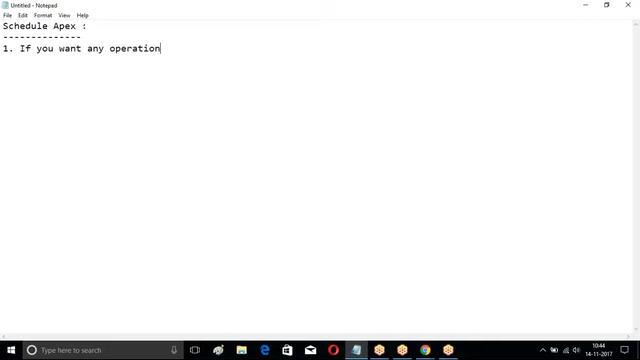 Untitled - Notepad
File Edit Format View Help
Schedule Apex :
--------------
1. If you want any operation
Type here to search
10:44
14-11-2017